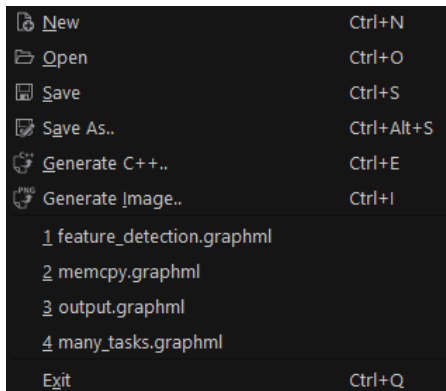 New Ctrl+N
Open Ctrl+O
Save Ctrl+S
Save As.. Ctrl+Alt+S
C++ Generate C++.. Ctrl+E
PNG Generate Image.. Ctrl+I
1 feature_detection.graphml
2 memcpy.graphml
3 output.graphml
4 many_tasks.graphml
Exit Ctrl+Q